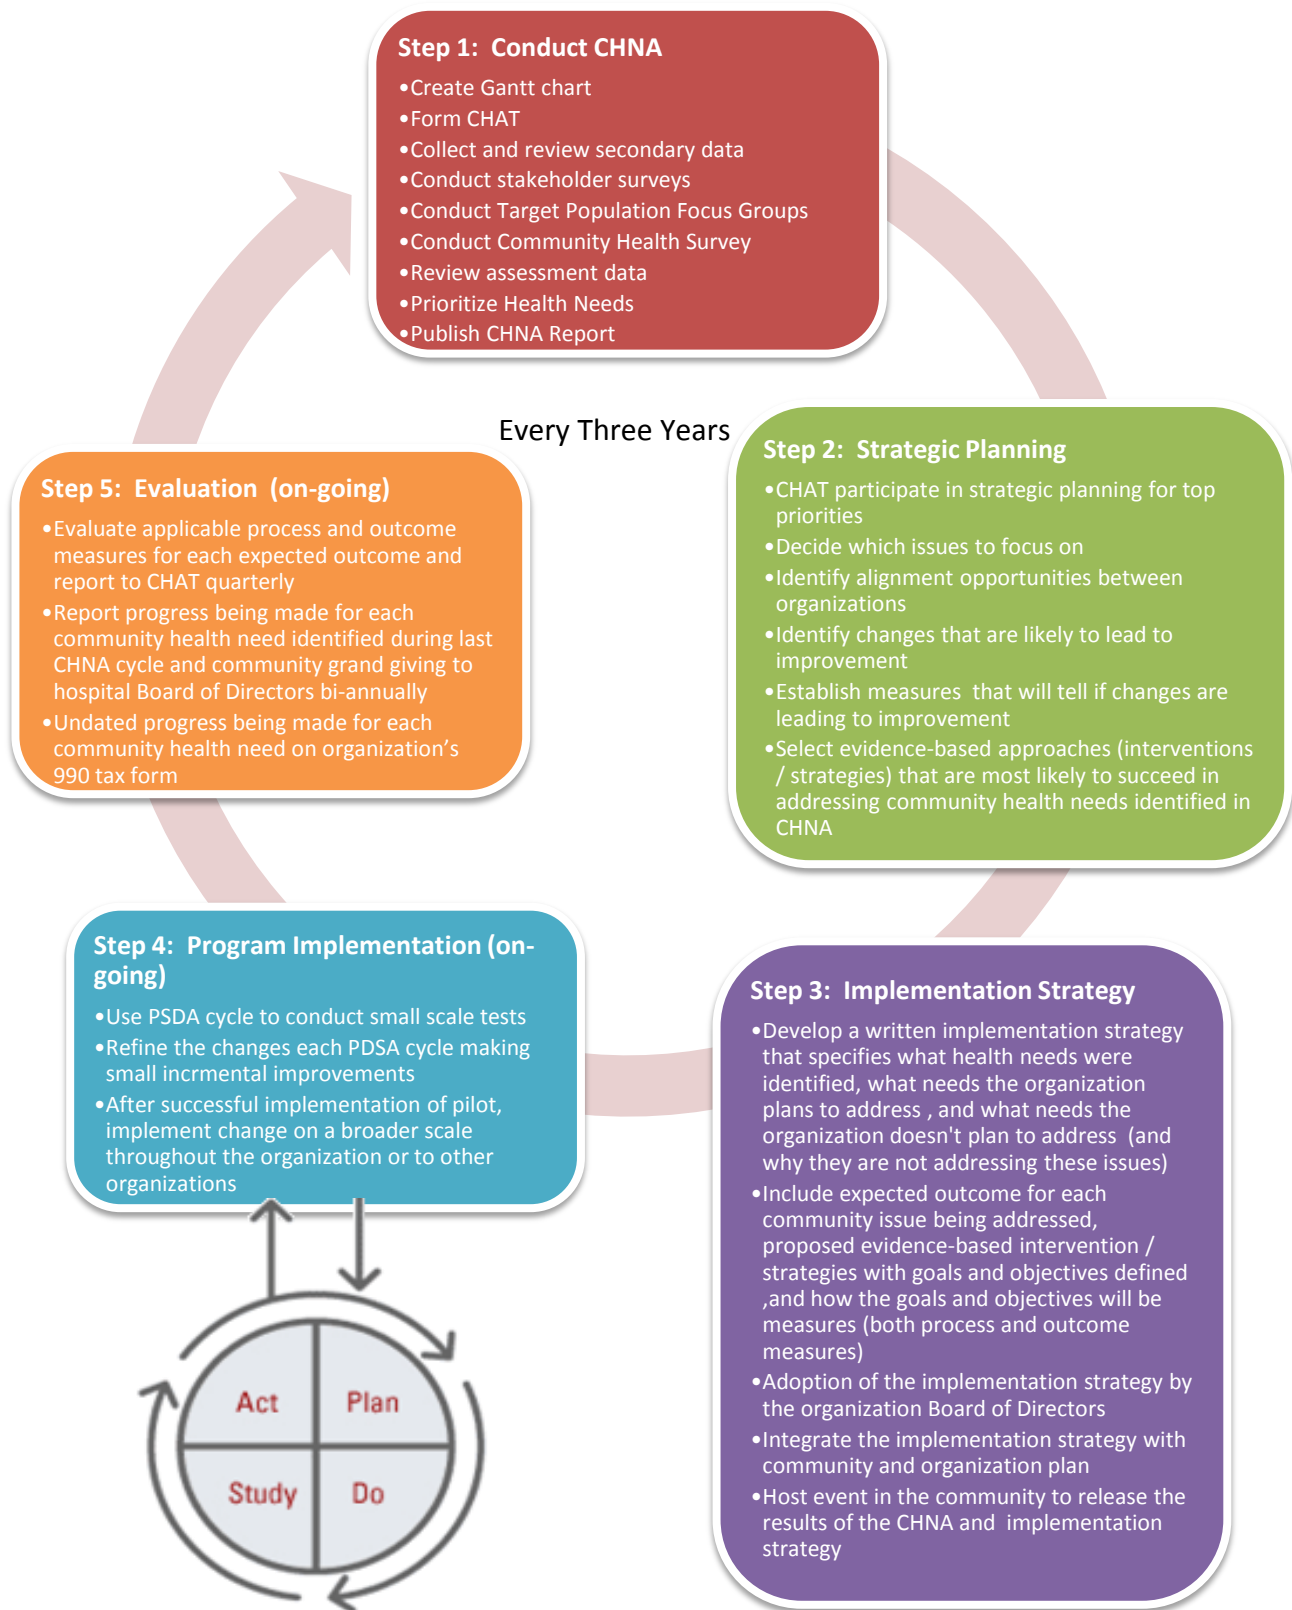 Step 1:  Conduct CHNA
•Create Gantt chart
•Form CHAT
•Collect and review secondary data
•Conduct stakeholder surveys
•Conduct Target Population Focus Groups
•Conduct Community Health Survey
•Review assessment data
•Prioritize Health Needs
•Publish CHNA Report
Every Three Years
Step 2:  Strategic Planning
•CHAT participate in strategic planning for top
priorities
•Decide which issues to focus on
•Identify alignment opportunities between
organizations
•Identify changes that are likely to lead to
improvement
•Establish measures  that will tell if changes are
leading to improvement
•Select evidence-based approaches (interventions
/ strategies) that are most likely to succeed in
addressing community health needs identified in
CHNA
Step 3:  Implementation Strategy
•Develop a written implementation strategy
that specifies what health needs were
identified, what needs the organization
plans to address , and what needs the
organization doesn't plan to address  (and
why they are not addressing these issues)
•Include expected outcome for each
community issue being addressed,
proposed evidence-based intervention /
strategies with goals and objectives defined
,and how the goals and objectives will be
measures (both process and outcome
measures)
•Adoption of the implementation strategy by
the organization Board of Directors
•Integrate the implementation strategy with
community and organization plan
•Host event in the community to release the
results of the CHNA and  implementation
strategy
Step 4:  Program Implementation (on-
going)
•Use PSDA cycle to conduct small scale tests
•Refine the changes each PDSA cycle making
small incrmental improvements
•After successful implementation of pilot,
implement change on a broader scale
throughout the organization or to other
organizations
Act
Plan
Study
Do
Step 5:  Evaluation  (on-going)
•Evaluate applicable process and outcome
measures for each expected outcome and
report to CHAT quarterly
•Report progress being made for each
community health need identified during last
CHNA cycle and community grand giving to
hospital Board of Directors bi-annually
•Undated progress being made for each
community health need on organization’s
990 tax form